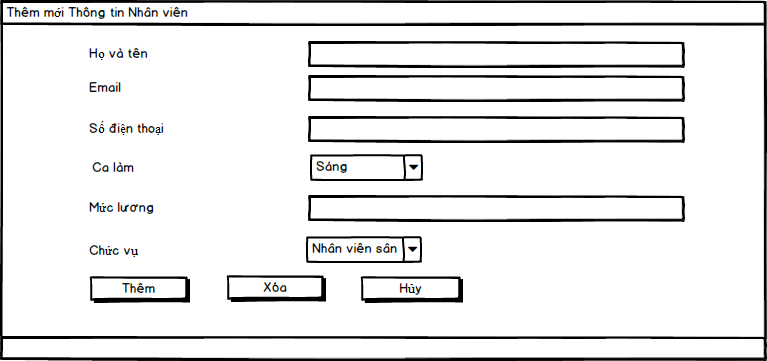 Thêm mới Thông tin Nhân viên
Họ và tên
Email
Số điện thoại
Ca làm Sáng
Mức lương
Chức vụ Nhân viên sân
Thêm Xóa Hủy